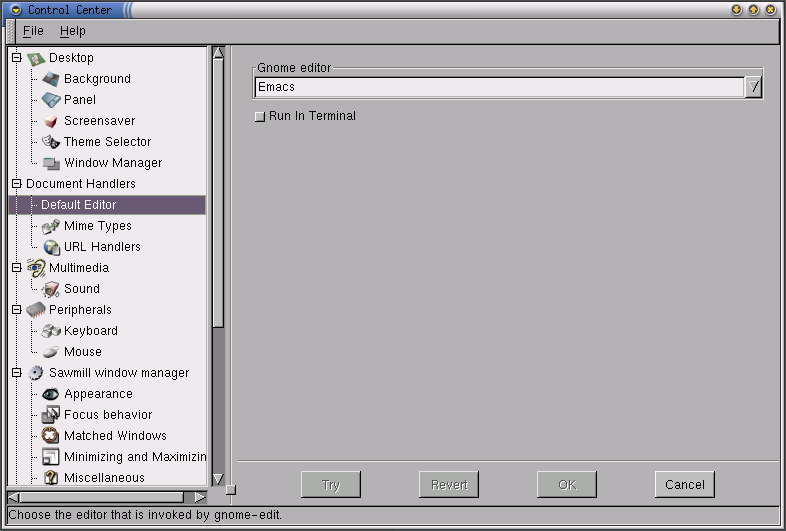 Control Center
File Help
Desktop
Background
Panel
Screensaver
Theme Selector
Window Manager
Document Handlers
Default Editor
Mime Types
URL Handlers
Multimedia
Sound
Peripherals
Keyboard
Mouse
Sawmill window manager
Appearance
Focus behavior
Matched Windows
Minimizing and Maximizin
Miscellaneous
Gnome editor
Emacs
Run In Terminal
Try Revert OK Cancel
Choose the editor that is invoked by gnome-edit.